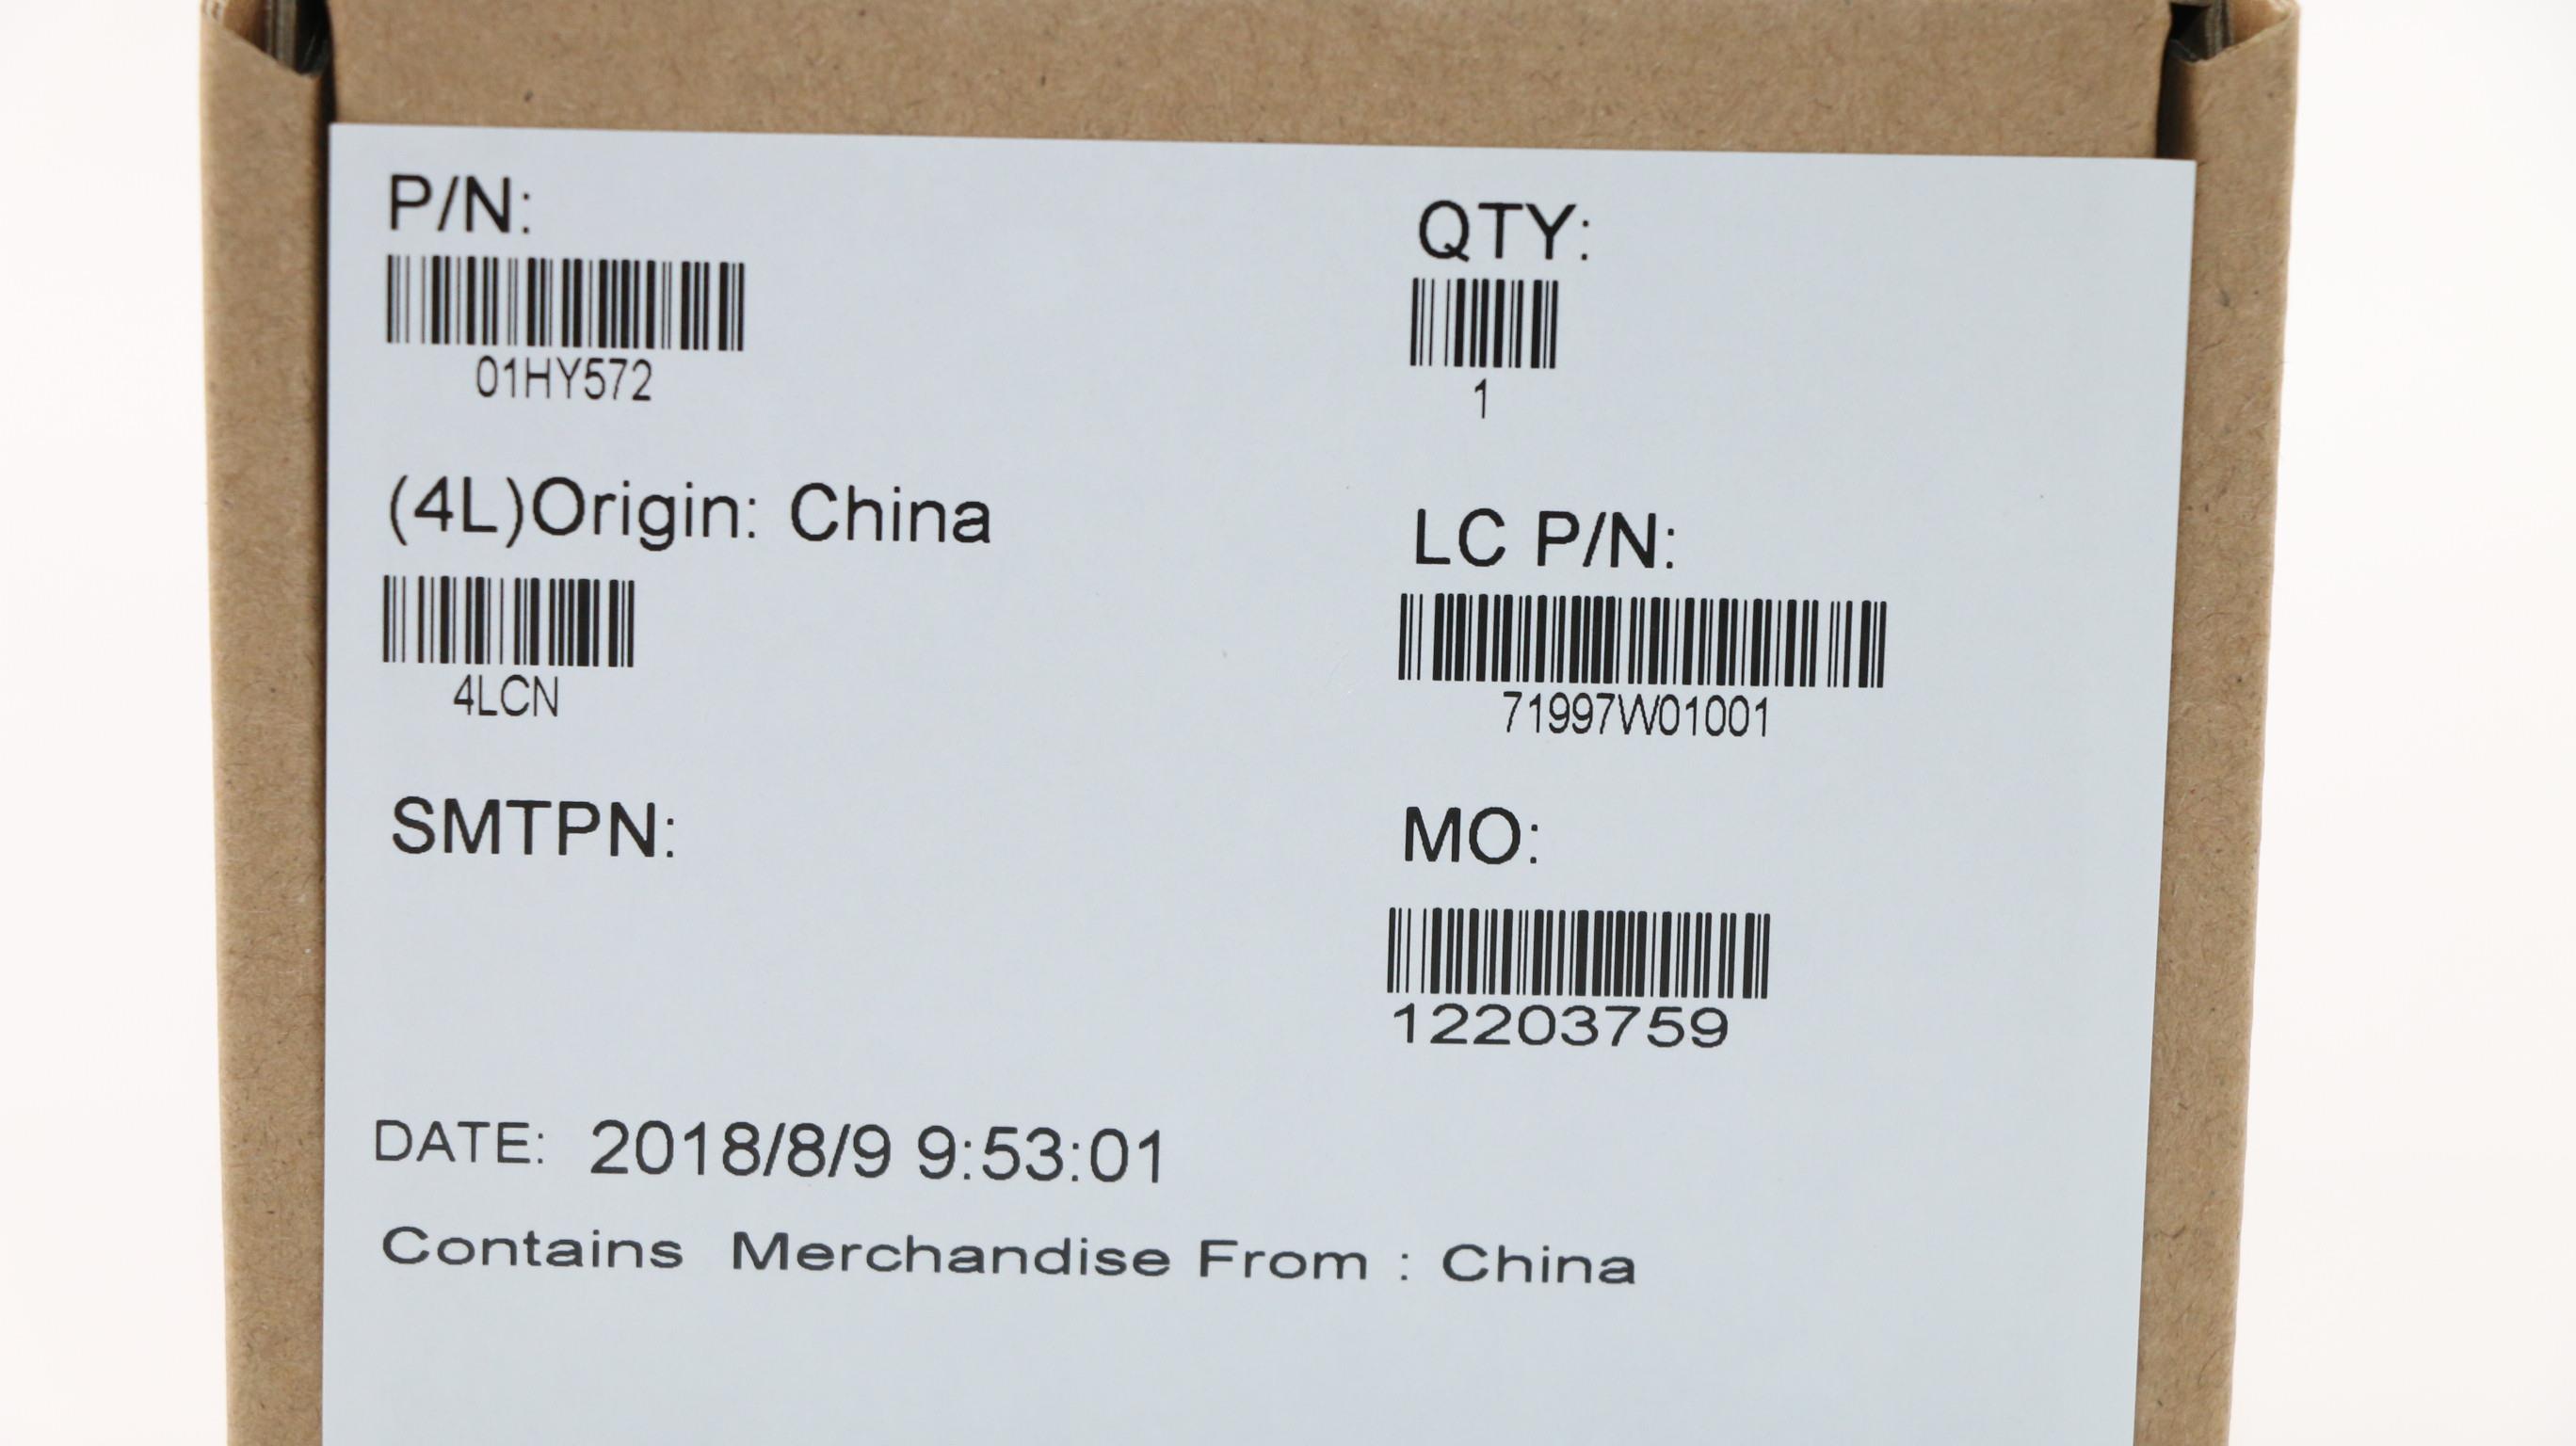 P/N:
01HY572
QTY:
1
(4L)Origin: China
4LCN
LC P/N:
71997W01001
SMTPN:
MO:
12203759
DATE: 2018/8/9 9:53:01
Contains Merchandise From : China